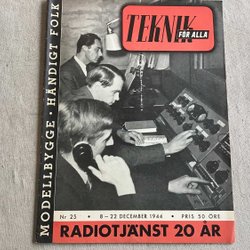 TEKNIK
FÖR ALLA
MODELLBYGGE · HÄNDIGT FOLK
Nr 25 · 8—22 DECEMBER 1944 · PRIS 50 ÖRE
RADIOTJÄNST 20 ÅR